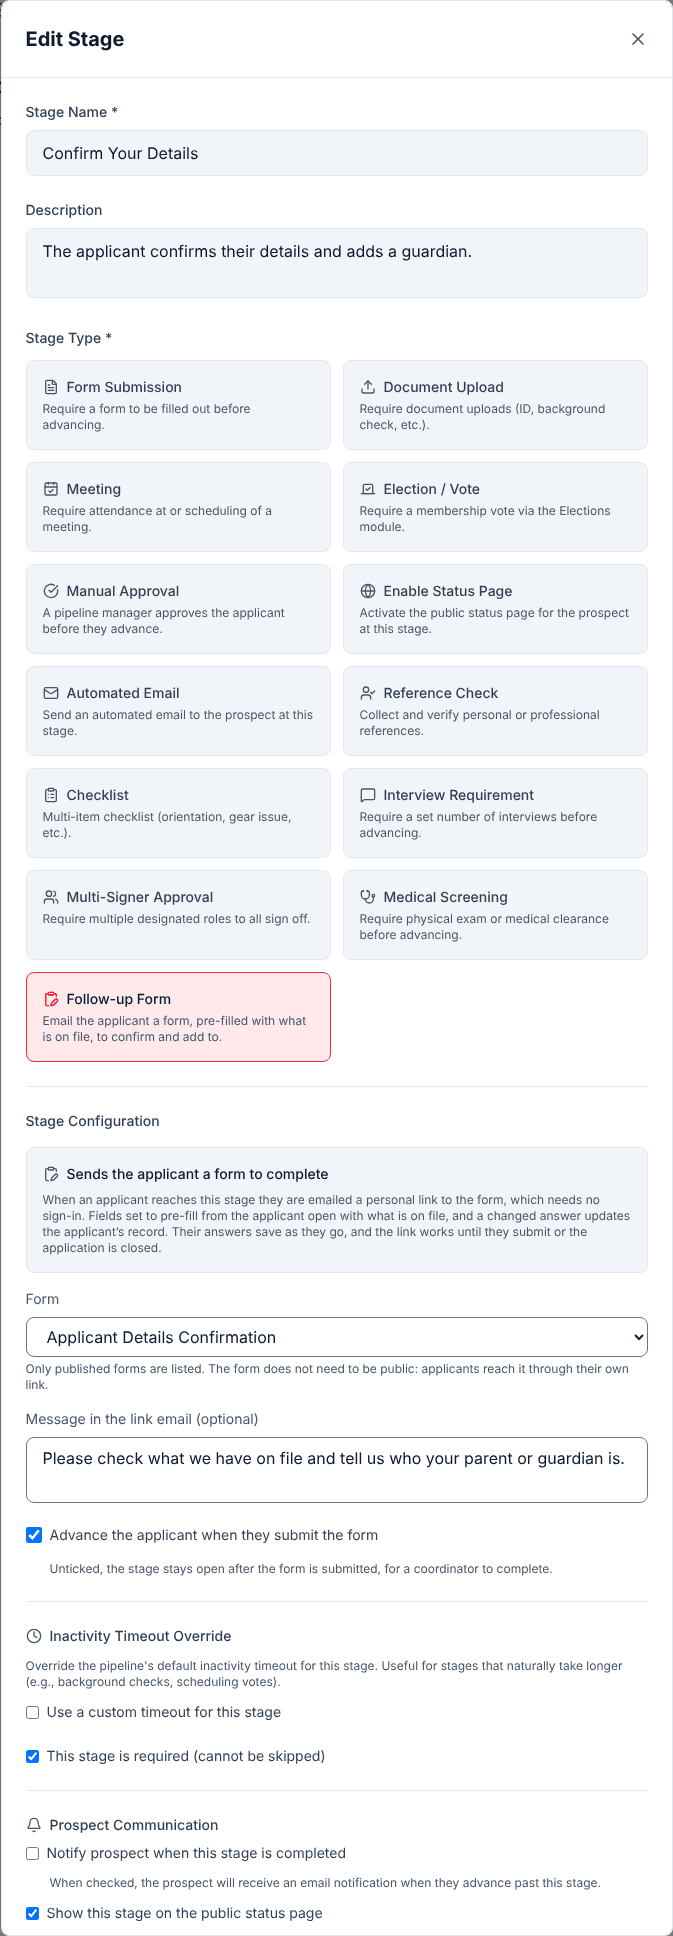 Edit Stage
Stage Name *
Confirm Your Details
Description
The applicant confirms their details and adds a guardian.
Stage Type *
Form Submission
Require a form to be filled out before
advancing.
Document Upload
Require document uploads (ID, background
check, etc.).
Meeting
Require attendance at or scheduling of a
meeting.
Election / Vote
Require a membership vote via the Elections
module.
Manual Approval
A pipeline manager approves the applicant
before they advance.
Enable Status Page
Activate the public status page for the prospect
at this stage.
Automated Email
Send an automated email to the prospect at this
stage.
Reference Check
Collect and verify personal or professional
references.
Checklist
Multi-item checklist (orientation, gear issue,
etc.).
Interview Requirement
Require a set number of interviews before
advancing.
Multi-Signer Approval
Require multiple designated roles to all sign off.
Medical Screening
Require physical exam or medical clearance
before advancing.
Follow-up Form
Email the applicant a form, pre-filled with what
is on file, to confirm and add to.
Stage Configuration
Sends the applicant a form to complete
When an applicant reaches this stage they are emailed a personal link to the form, which needs no
sign-in. Fields set to pre-fill from the applicant open with what is on file, and a changed answer updates
the applicant's record. Their answers save as they go, and the link works until they submit or the
application is closed.
Form
Applicant Details Confirmation
Only published forms are listed. The form does not need to be public: applicants reach it through their own
link.
Message in the link email (optional)
Please check what we have on file and tell us who your parent or guardian is.
Advance the applicant when they submit the form
Unticked, the stage stays open after the form is submitted, for a coordinator to complete.
Inactivity Timeout Override
Override the pipeline's default inactivity timeout for this stage. Useful for stages that naturally take longer
(e.g., background checks, scheduling votes).
Use a custom timeout for this stage
This stage is required (cannot be skipped)
Prospect Communication
Notify prospect when this stage is completed
When checked, the prospect will receive an email notification when they advance past this stage.
Show this stage on the public status page